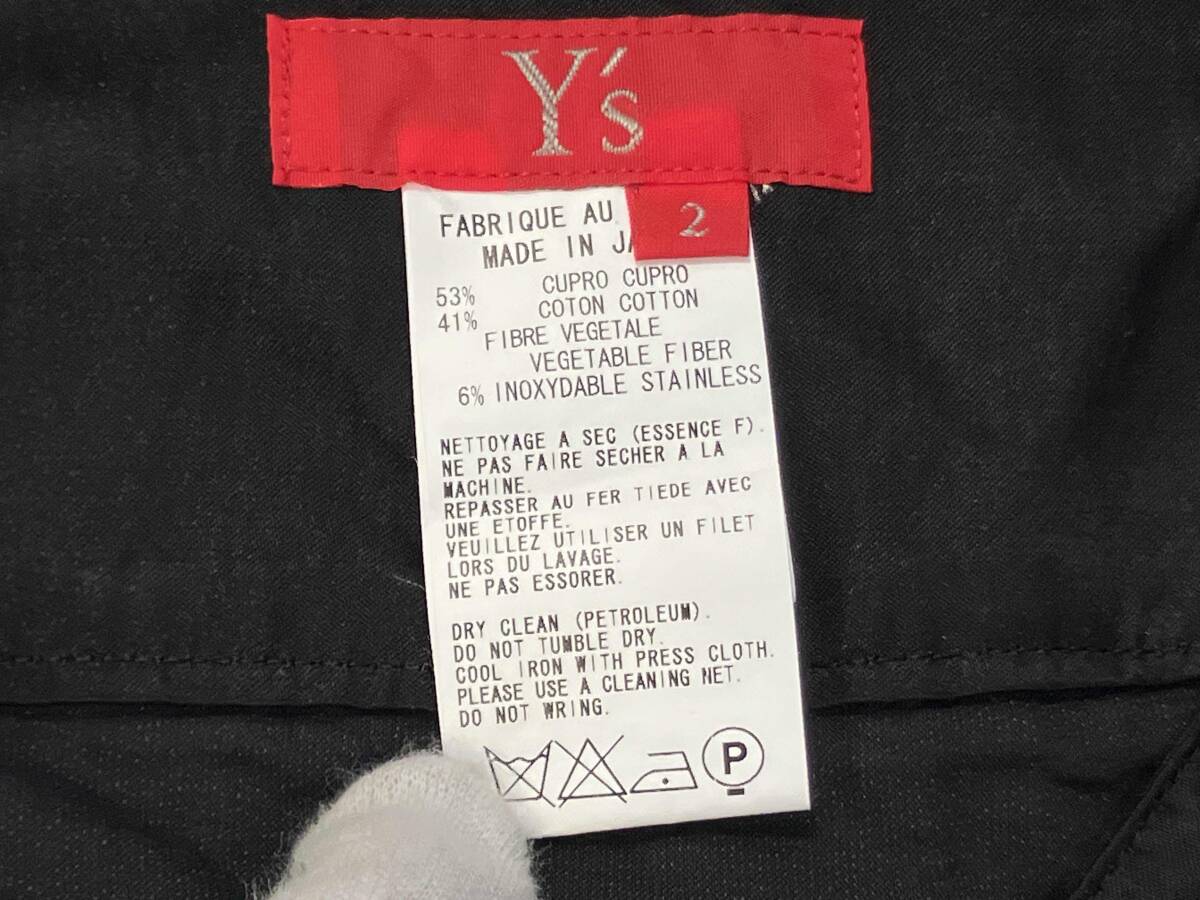 Y's
2
FABRIQUE AU
MADE IN JA
53% CUPRO CUPRO
41% COTON COTTON
FIBRE VEGETALE
VEGETABLE FIBER
6% INOXYDABLE STAINLESS
NETTOYAGE A SEC (ESSENCE F).
NE PAS FAIRE SECHER A LA
MACHINE.
REPASSER AU FER TIEDE AVEC
UNE ETOFFE.
VEUILLEZ UTILISER UN FILET
LORS DU LAVAGE.
NE PAS ESSORER.
DRY CLEAN (PETROLEUM).
DO NOT TUMBLE DRY.
COOL IRON WITH PRESS CLOTH.
PLEASE USE A CLEANING NET.
DO NOT WRING.
P